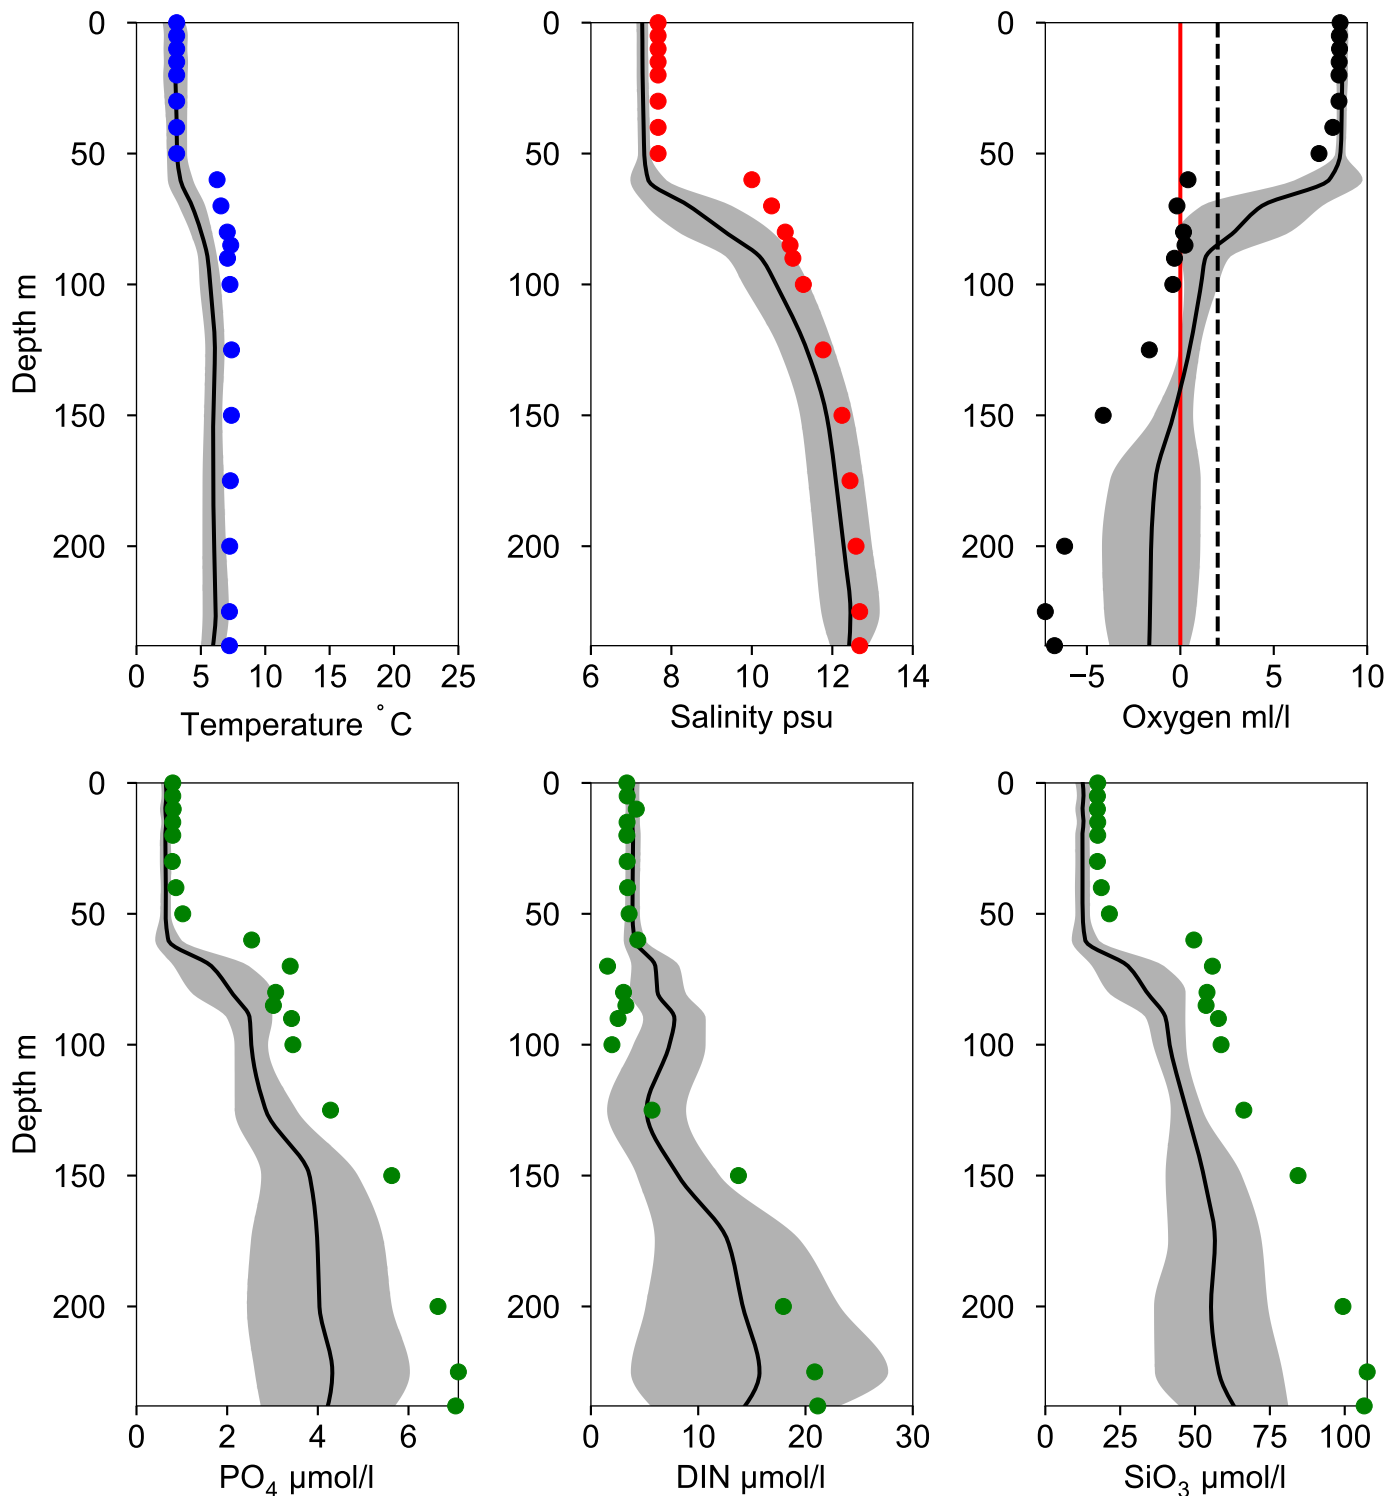 0
50
100
150
200
Depth m
0 5 10 15 20 25
Temperature °C
0
50
100
150
200
6 8 10 12 14
Salinity psu
0
50
100
150
200
−5 0 5 10
Oxygen ml/l
0
50
100
150
200
Depth m
0 2 4 6
PO₄ µmol/l
0
50
100
150
200
0 10 20 30
DIN µmol/l
0
50
100
150
200
0 25 50 75 100
SiO₃ µmol/l